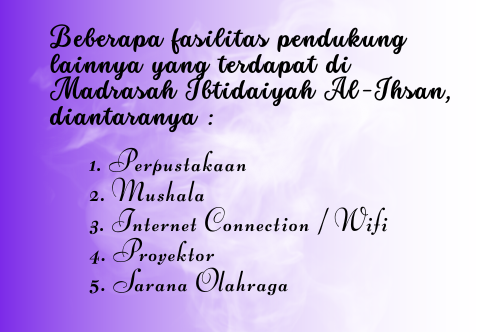 Beberapa fasilitas pendukung
lainnya yang terdapat di
Madrasah Ibtidaiyah Al-Ihsan,
diantaranya :
1. Perpustakaan
2. Mushala
3. Internet Connection / Wifi
4. Proyektor
5. Sarana Olahraga